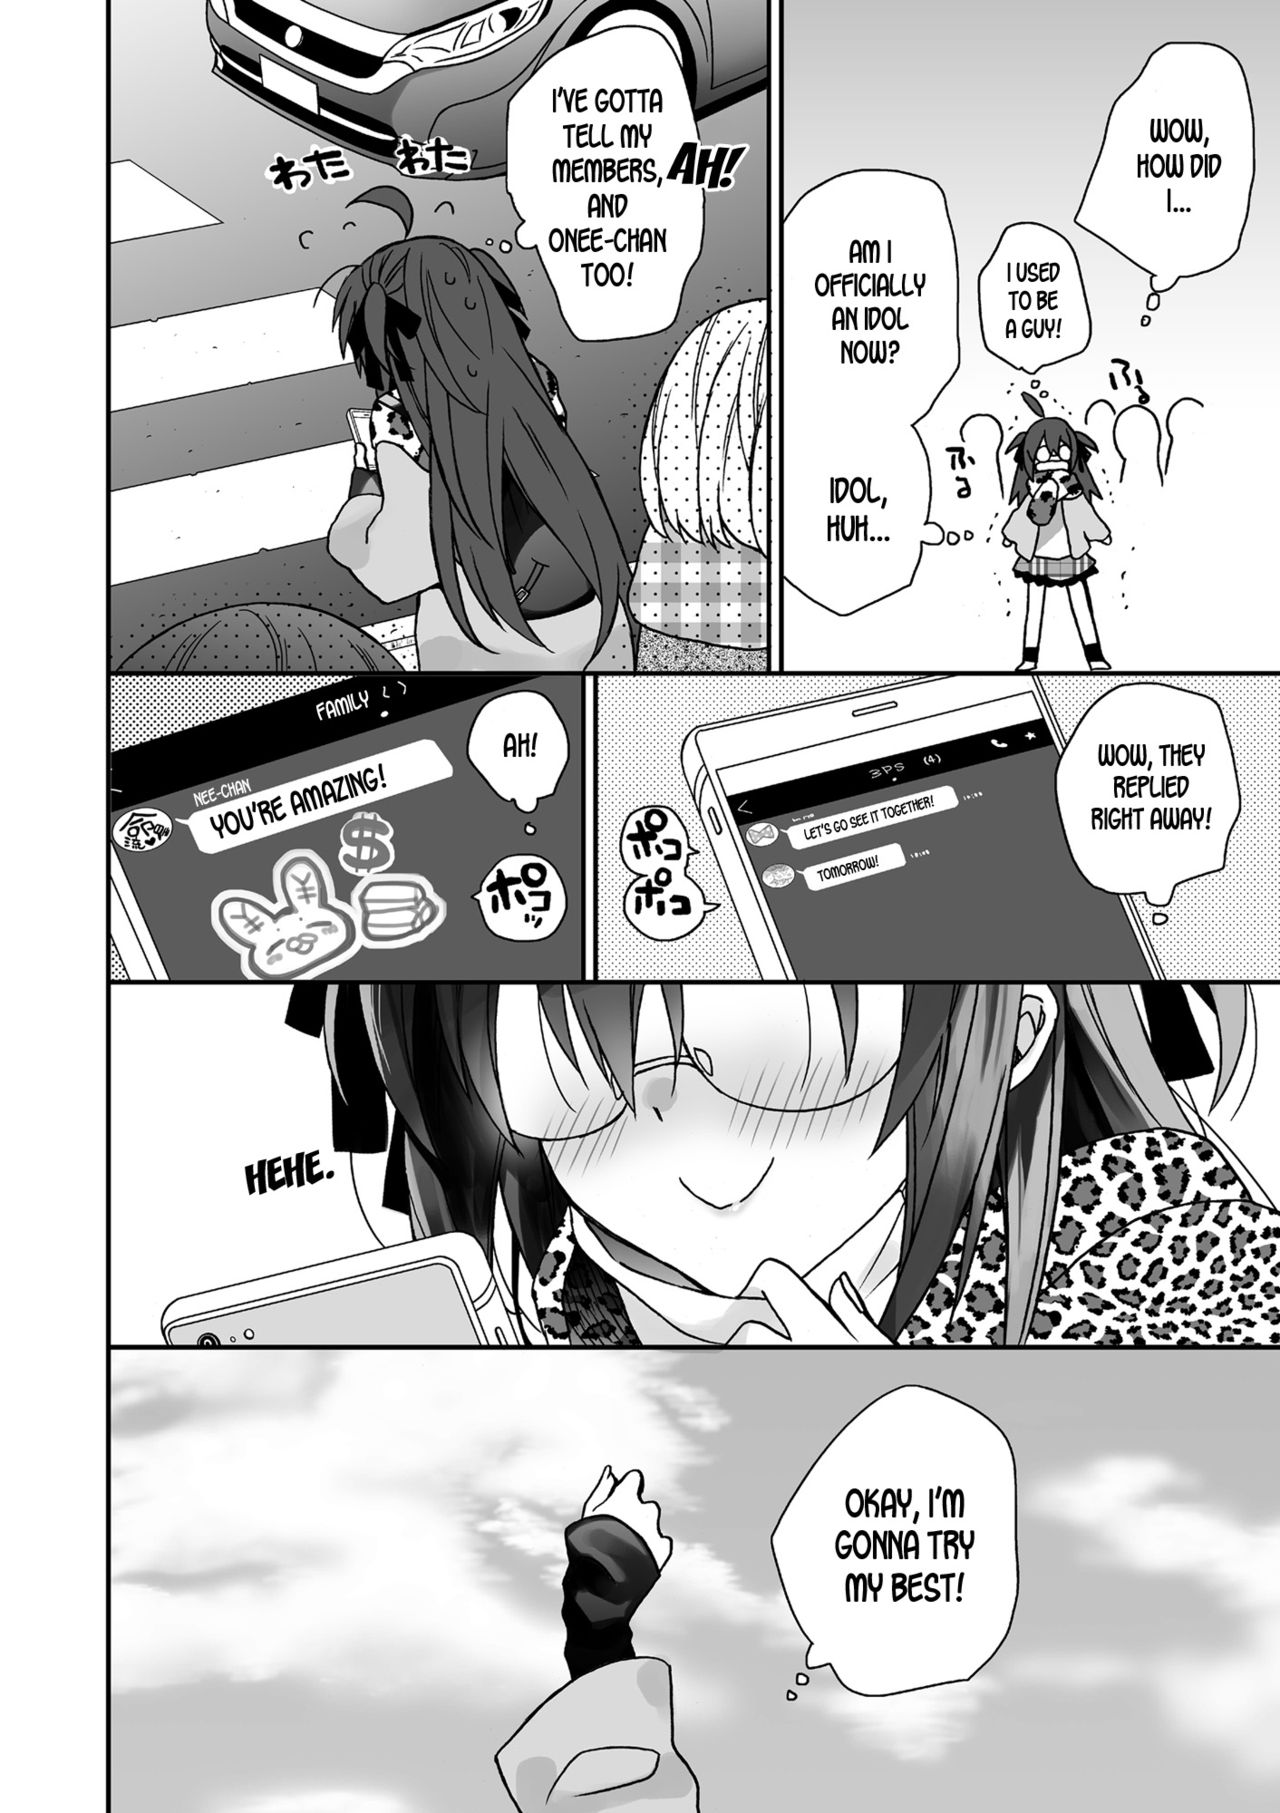 WOW,
HOW DID
I...
I USED
TO BE
A GUY!
ふる
ふる
AM I
OFFICIALLY
AN IDOL
NOW?
IDOL,
HUH...
AH!
I'VE GOTTA
TELL MY
MEMBERS,
AND
ONEE-CHAN
TOO!
わた わた
WOW, THEY
REPLIED
RIGHT AWAY!
3PS (4)
LET'S GO SEE IT TOGETHER!
TOMORROW!
ポコ
ポコ
AH!
FAMILY
NEE-CHAN
YOU'RE AMAZING!
$
ポコッ
HEHE.
OKAY, I'M
GONNA TRY
MY BEST!